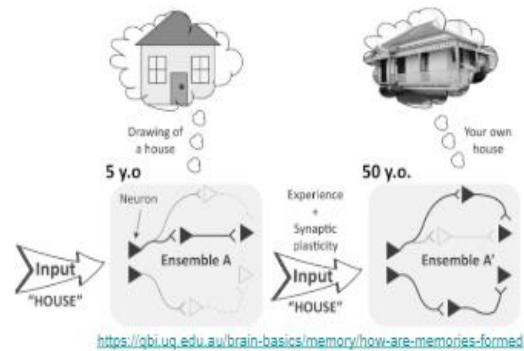 Drawing of
a house
Your own
house
5 y.o
50 y.o.
Neuron
Experience
+
Synaptic
plasticity
Input
"HOUSE"
Ensemble A
Input
"HOUSE"
Ensemble A'
https://qbi.uq.edu.au/brain-basics/memory/how-are-memories-formed